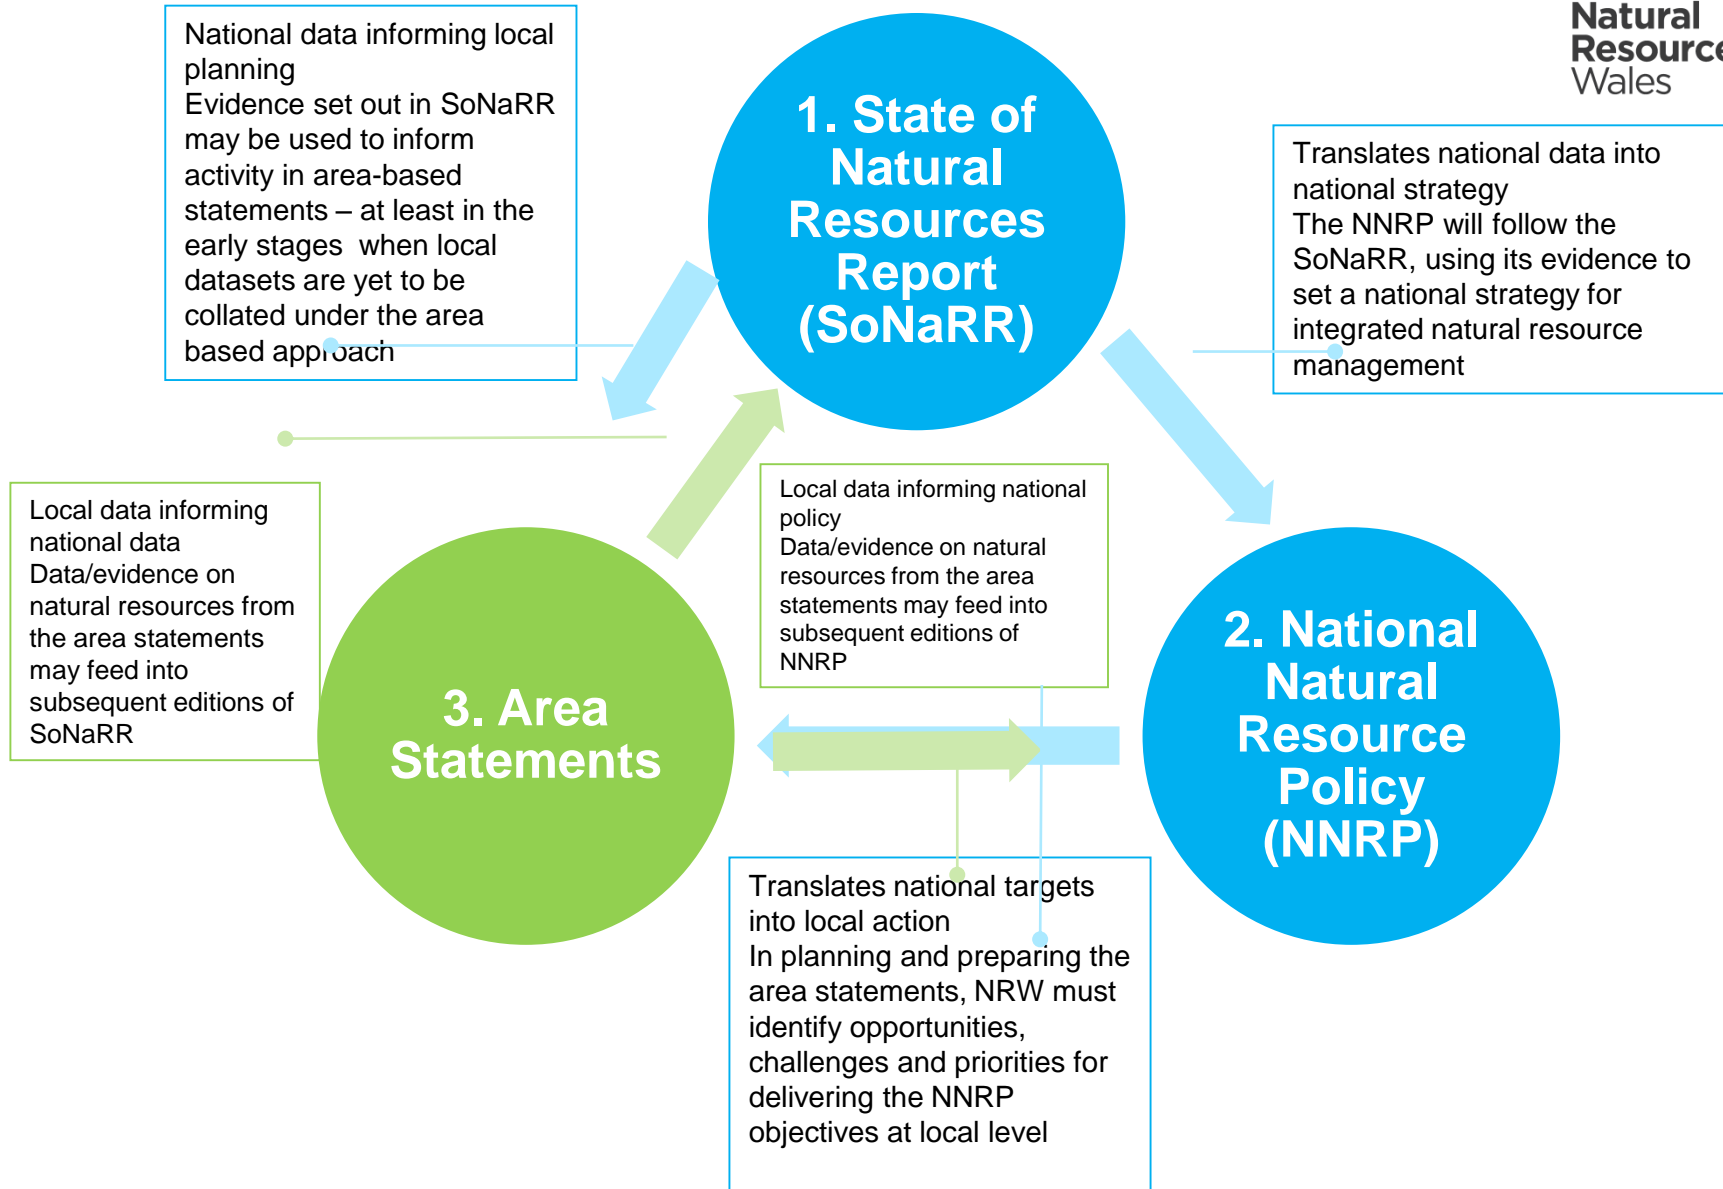 Natural
Resource
Wales
National data informing local
planning
Evidence set out in SoNaRR
may be used to inform
activity in area-based
statements – at least in the
early stages  when local
datasets are yet to be
collated under the area
based approach
1. State of
Natural
Resources
Report
(SoNaRR)
Translates national data into
national strategy
The NNRP will follow the
SoNaRR, using its evidence to
set a national strategy for
integrated natural resource
management
Local data informing
national data
Data/evidence on
natural resources from
the area statements
may feed into
subsequent editions of
SoNaRR
Local data informing national
policy
Data/evidence on natural
resources from the area
statements may feed into
subsequent editions of
NNRP
3. Area
Statements
2. National
Natural
Resource
Policy
(NNRP)
Translates national targets
into local action
In planning and preparing the
area statements, NRW must
identify opportunities,
challenges and priorities for
delivering the NNRP
objectives at local level